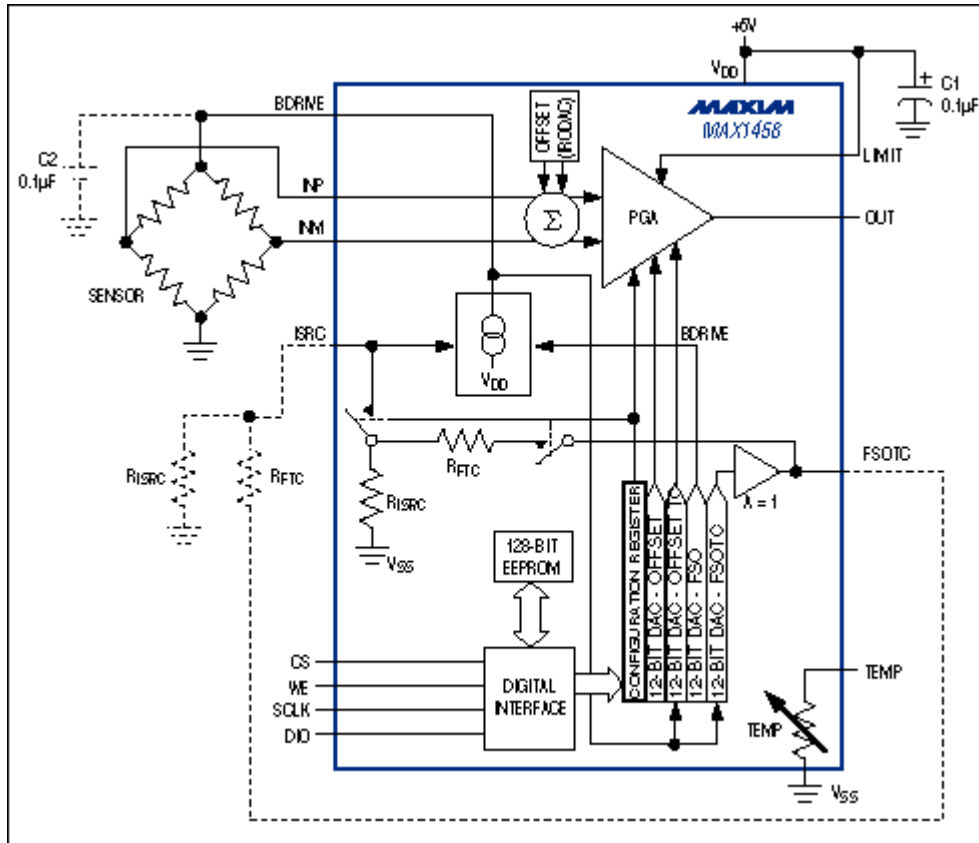 +5V
VDD
C1
0.1µF
BDRIVE
MAXIM
MAX1458
OFFSET
(IRODAC)
C2
0.1µF
LIMIT
INP
PGA
Σ
OUT
INM
SENSOR
ISRC
BDRIVE
VDD
RISRC
RFTC
RFTC
FSOTC
A = 1
RISRC
VSS
128-BIT
EEPROM
CONFIGURATION REGISTER
12-BIT DAC - OFFSET
12-BIT DAC - OFFSET TC
12-BIT DAC - FSO
12-BIT DAC - FSOTC
CS
WE
SCLK
DIO
DIGITAL
INTERFACE
TEMP
TEMP
VSS